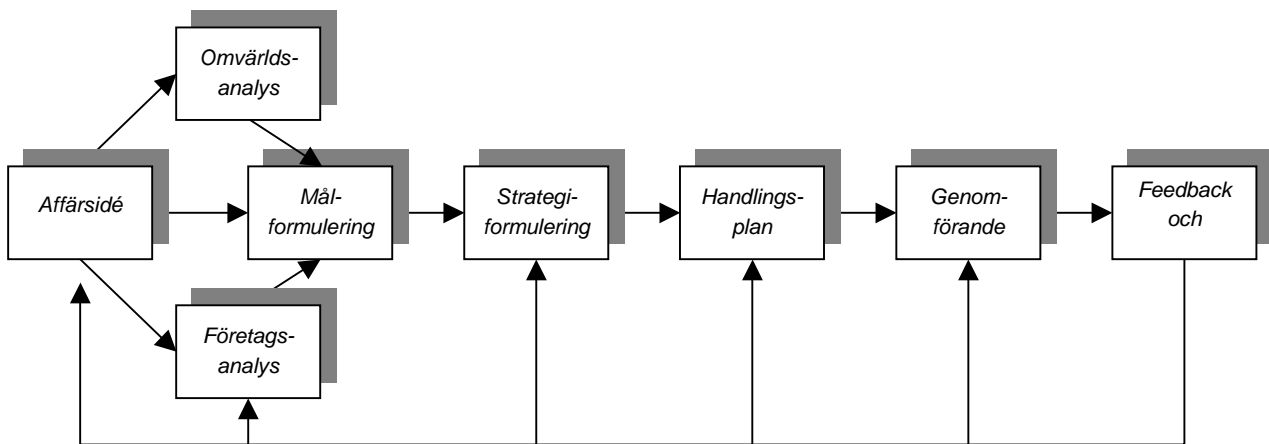 Omvärlds-
analys
Affärsidé
Mål-
formulering
Strategi-
formulering
Handlings-
plan
Genom-
förande
Feedback
och
Företags-
analys